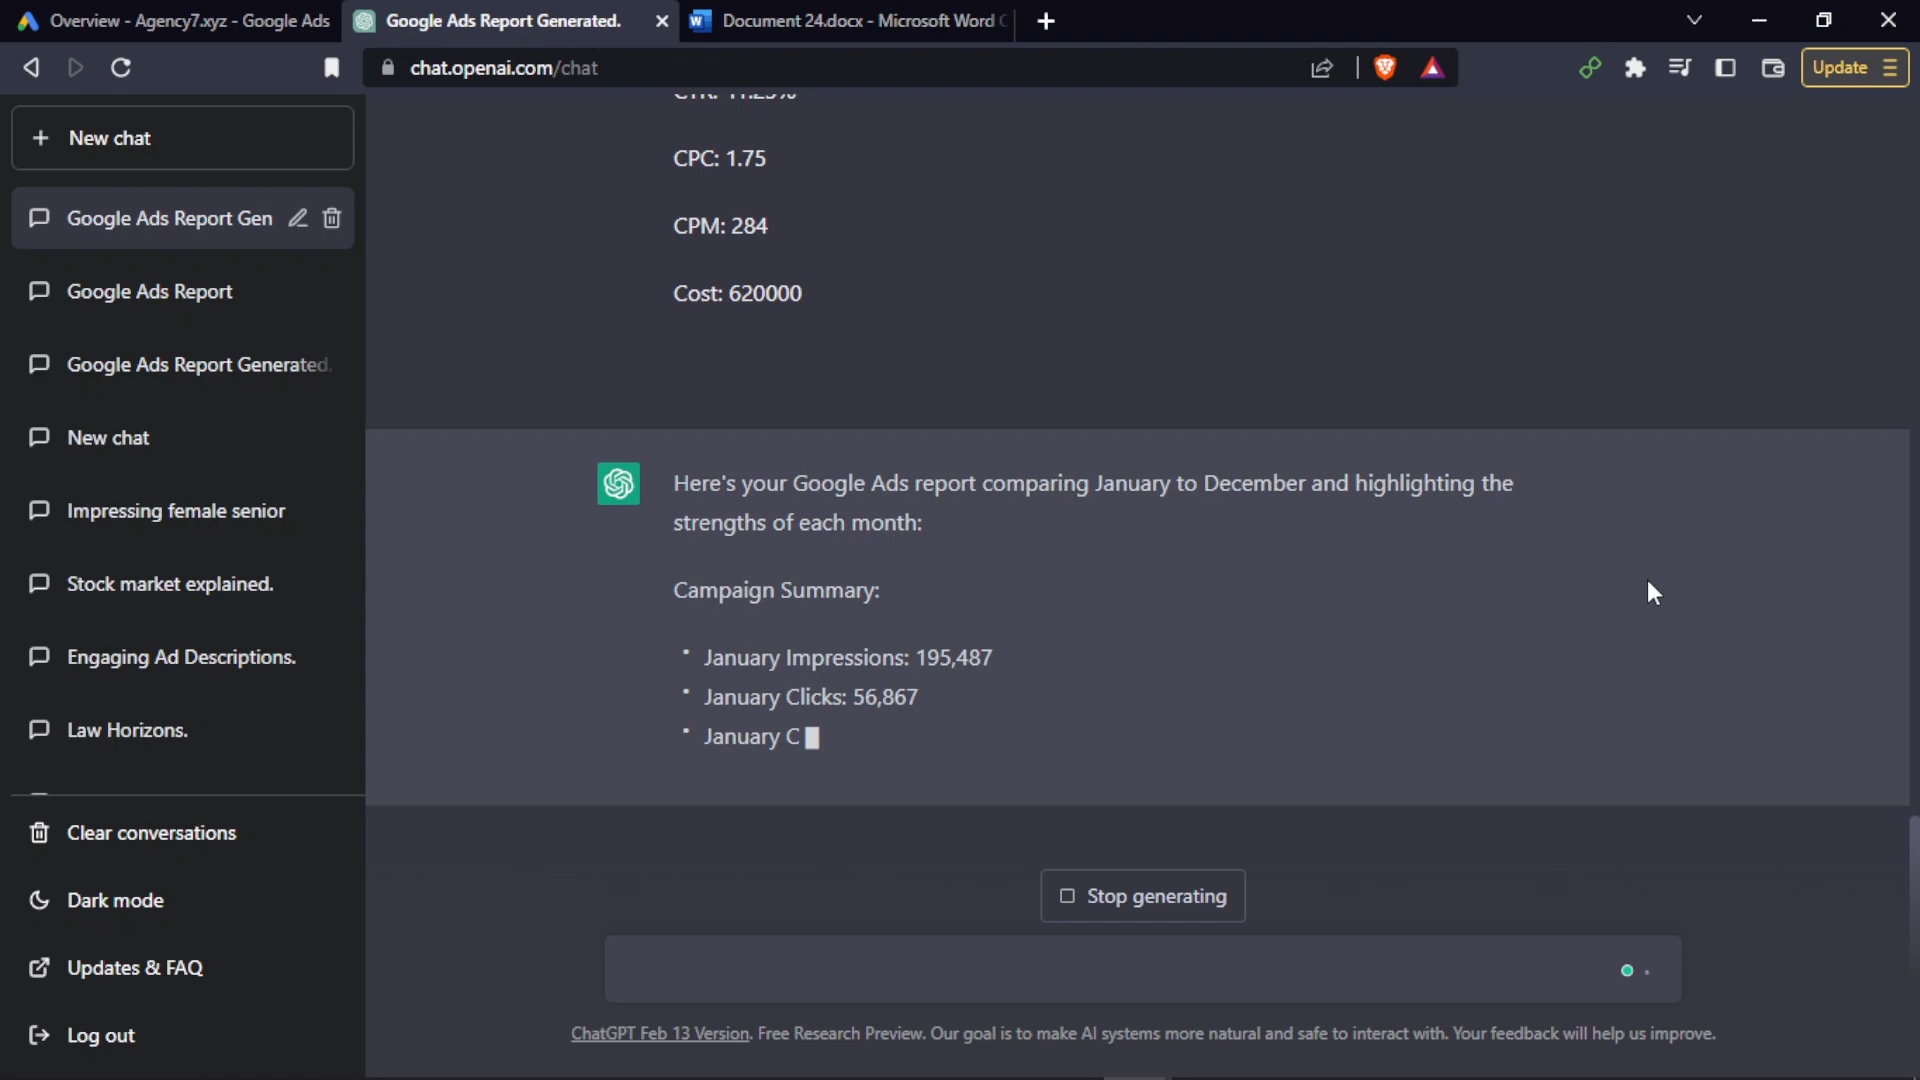 Overview - Agency7.xyz - Google Ads
Google Ads Report Generated.
Document 24.docx - Microsoft Word
chat.openai.com/chat
Update
New chat
Google Ads Report Gen
Google Ads Report
Google Ads Report Generated.
New chat
Impressing female senior
Stock market explained.
Engaging Ad Descriptions.
Law Horizons.
Clear conversations
Dark mode
Updates & FAQ
Log out
CPC: 1.75
CPM: 284
Cost: 620000
Here's your Google Ads report comparing January to December and highlighting the
strengths of each month:
Campaign Summary:
• January Impressions: 195,487
• January Clicks: 56,867
• January C
Stop generating
ChatGPT Feb 13 Version. Free Research Preview. Our goal is to make AI systems more natural and safe to interact with. Your feedback will help us improve.